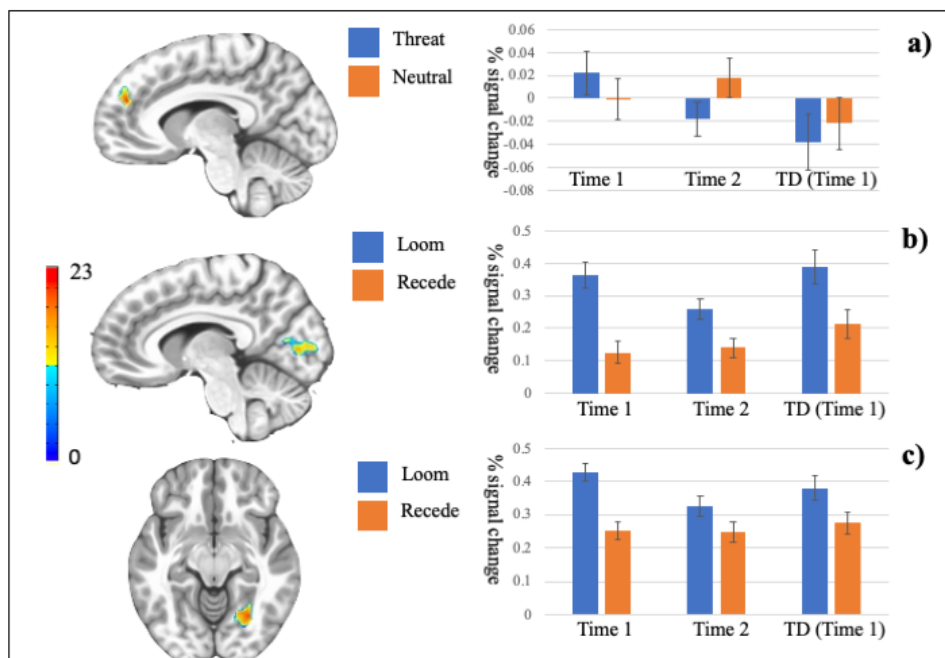 Threat
Neutral
a)
% signal change
0.06
0.04
0.02
0
-0.02
-0.04
-0.06
-0.08
Time 1 Time 2 TD (Time 1)
23
0
Loom
Recede
b)
% signal change
0.5
0.4
0.3
0.2
0.1
0
Time 1 Time 2 TD (Time 1)
Loom
Recede
c)
% signal change
0.5
0.4
0.3
0.2
0.1
0
Time 1 Time 2 TD (Time 1)